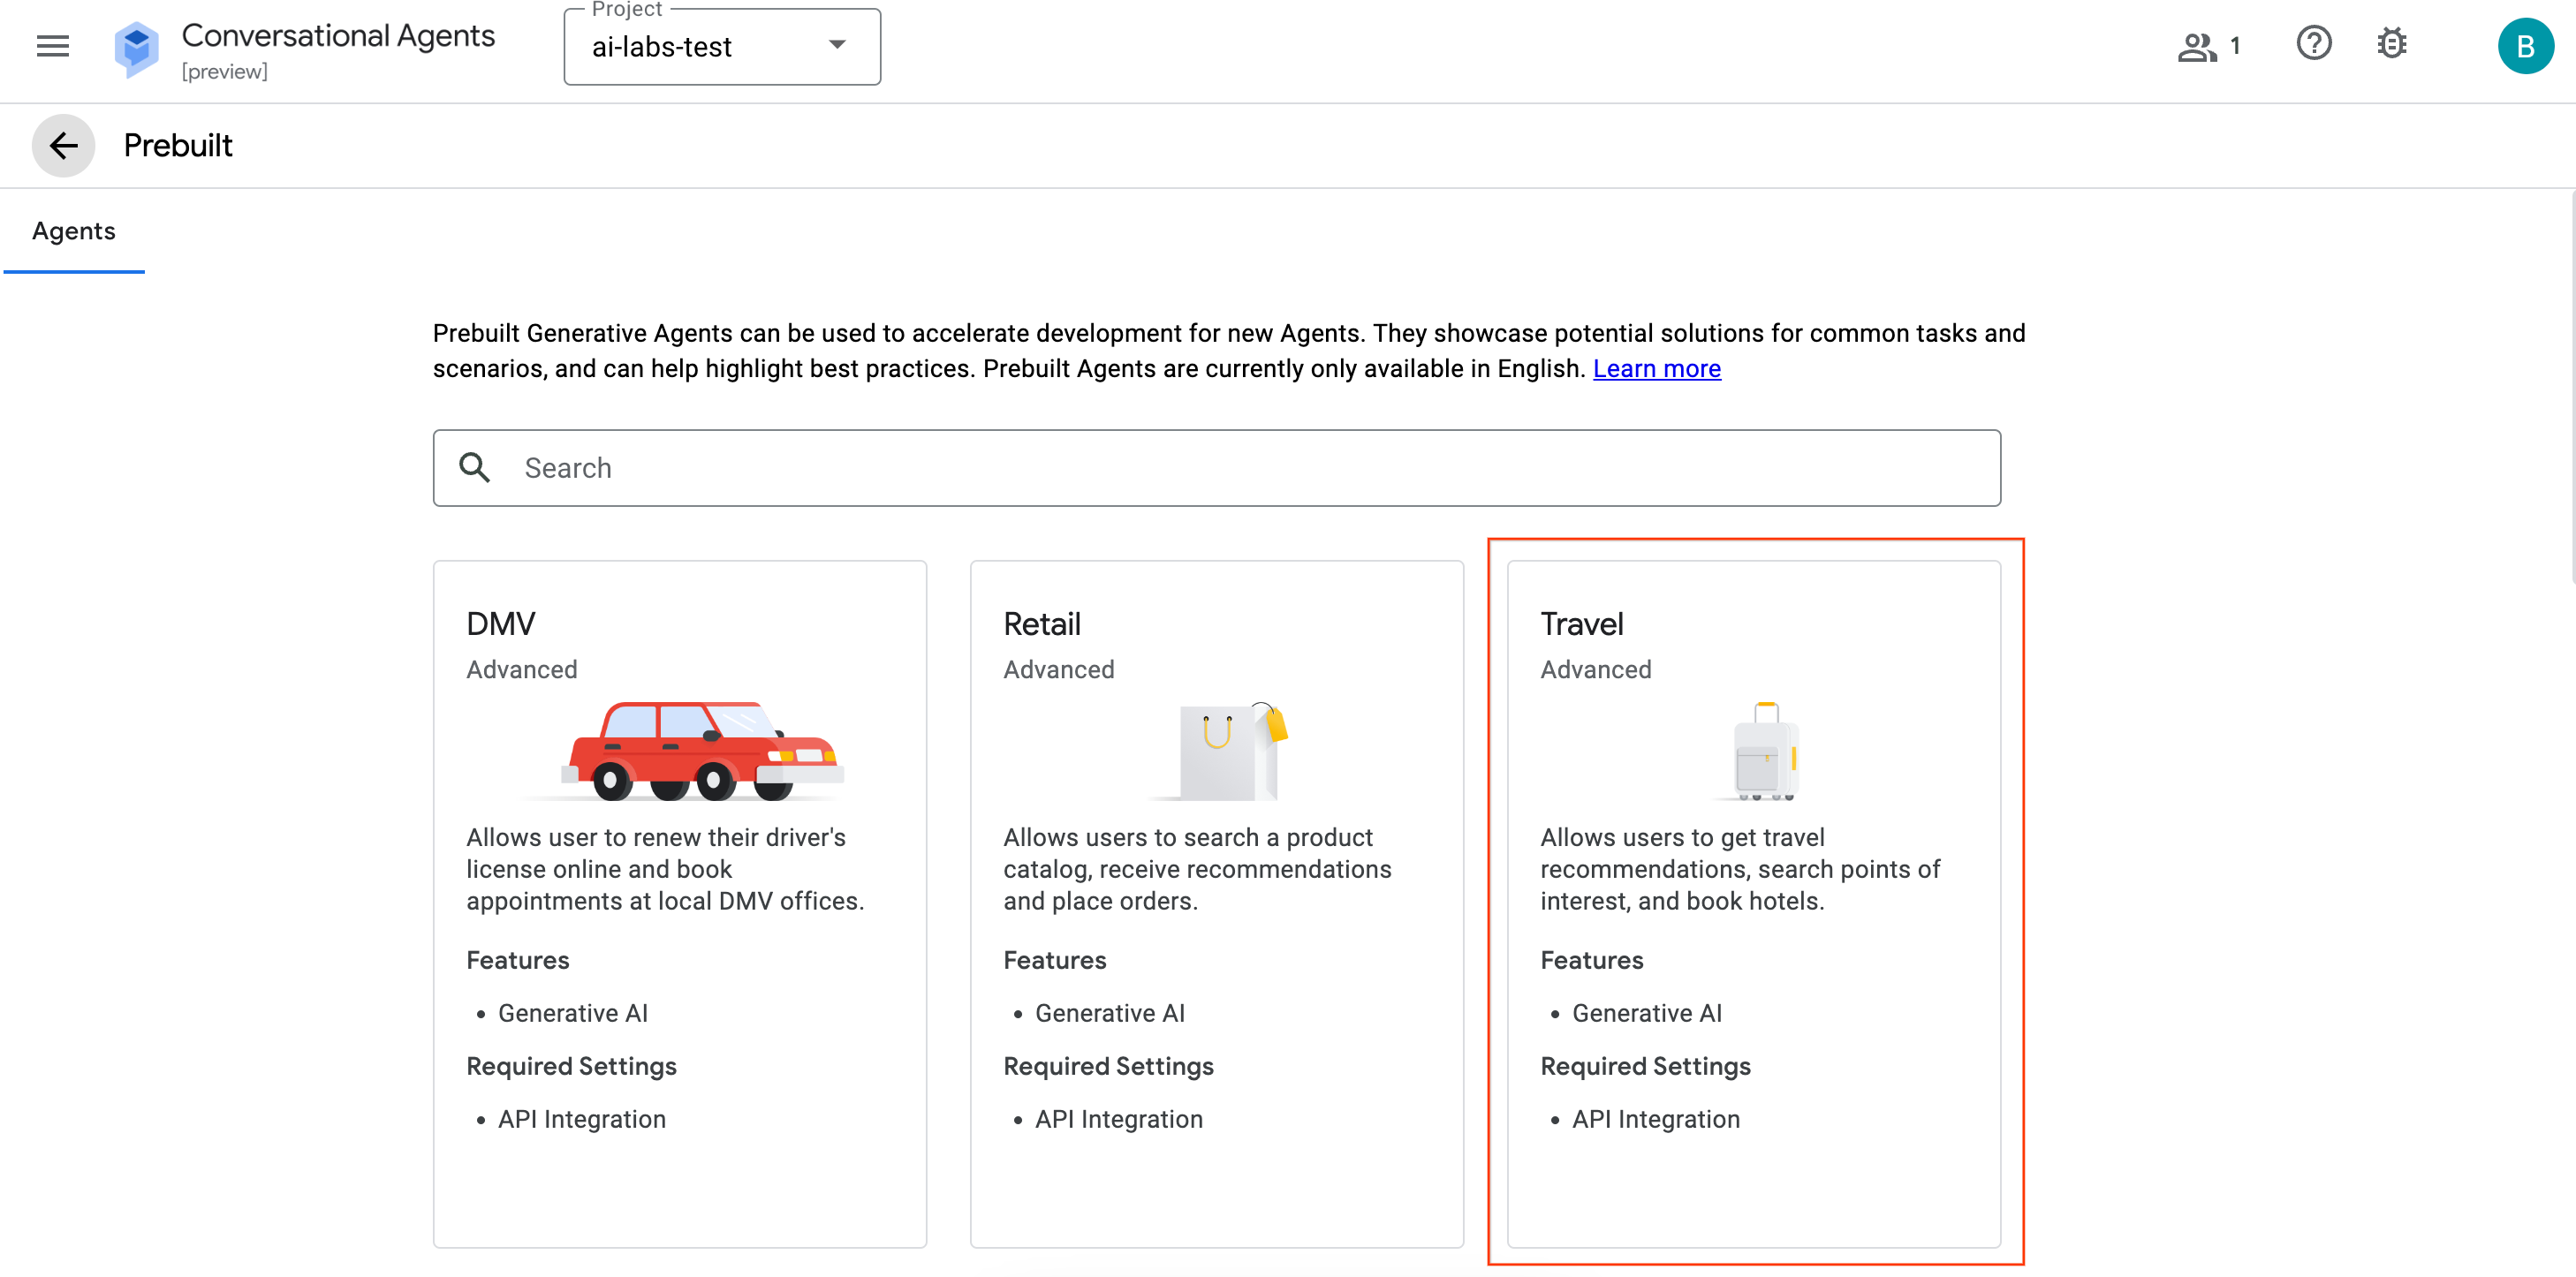 Project
Conversational Agents
[preview]
ai-labs-test
1
B
Prebuilt
Agents
Prebuilt Generative Agents can be used to accelerate development for new Agents. They showcase potential solutions for common tasks and
scenarios, and can help highlight best practices. Prebuilt Agents are currently only available in English. Learn more
Search
DMV
Advanced
Allows user to renew their driver's
license online and book
appointments at local DMV offices.
Features
• Generative AI
Required Settings
• API Integration
Retail
Advanced
Allows users to search a product
catalog, receive recommendations
and place orders.
Features
• Generative AI
Required Settings
• API Integration
Travel
Advanced
Allows users to get travel
recommendations, search points of
interest, and book hotels.
Features
• Generative AI
Required Settings
• API Integration